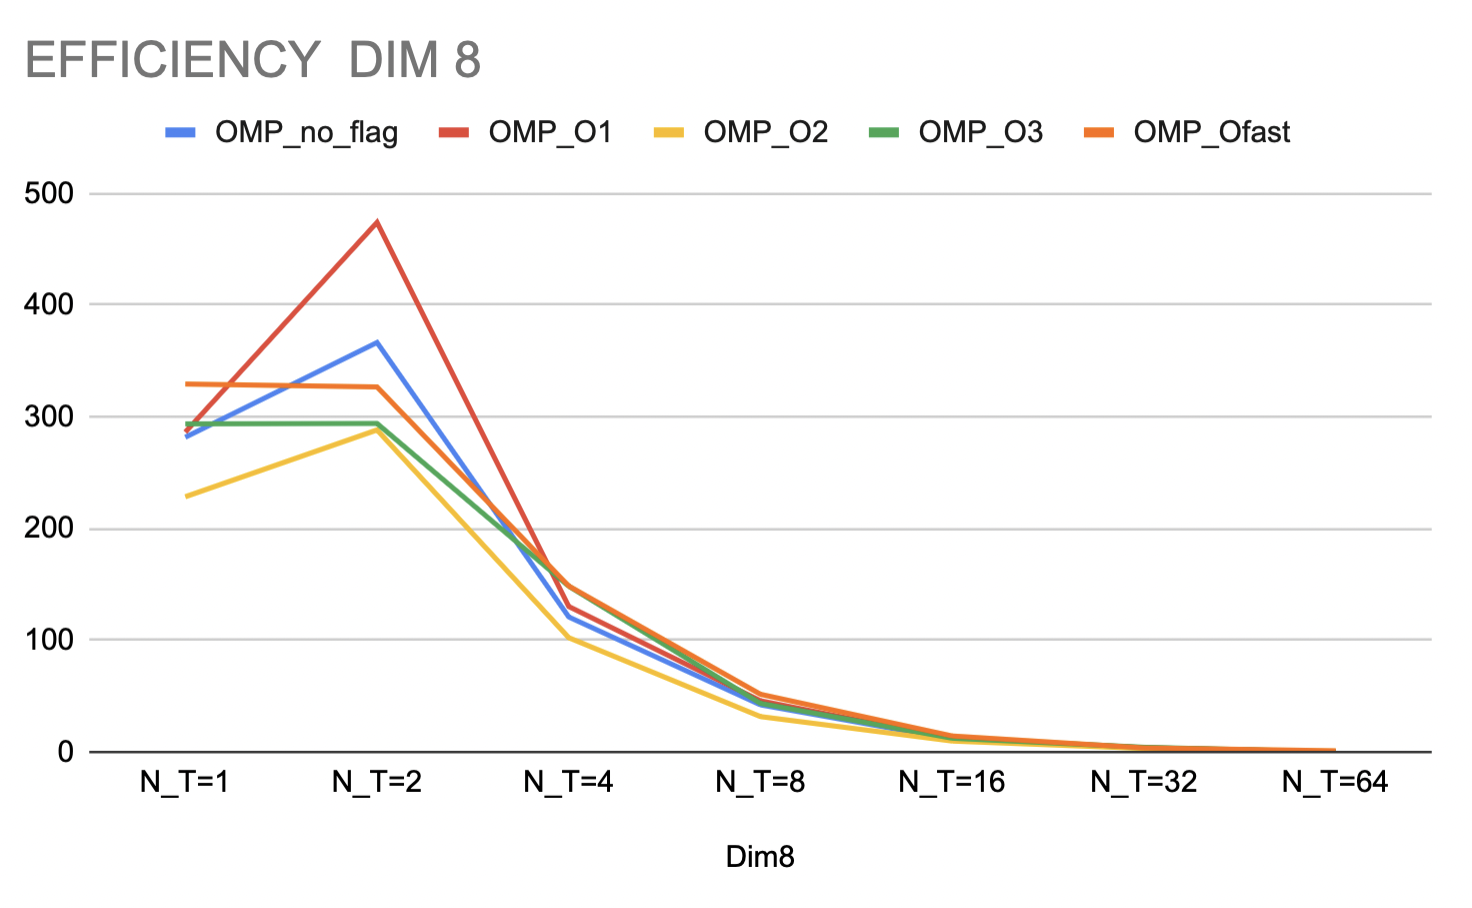 EFFICIENCY DIM 8
OMP_no_flag OMP_O1 OMP_O2 OMP_O3 OMP_Ofast
500
400
300
200
100
0
N_T=1 N_T=2 N_T=4 N_T=8 N_T=16 N_T=32 N_T=64
Dim8